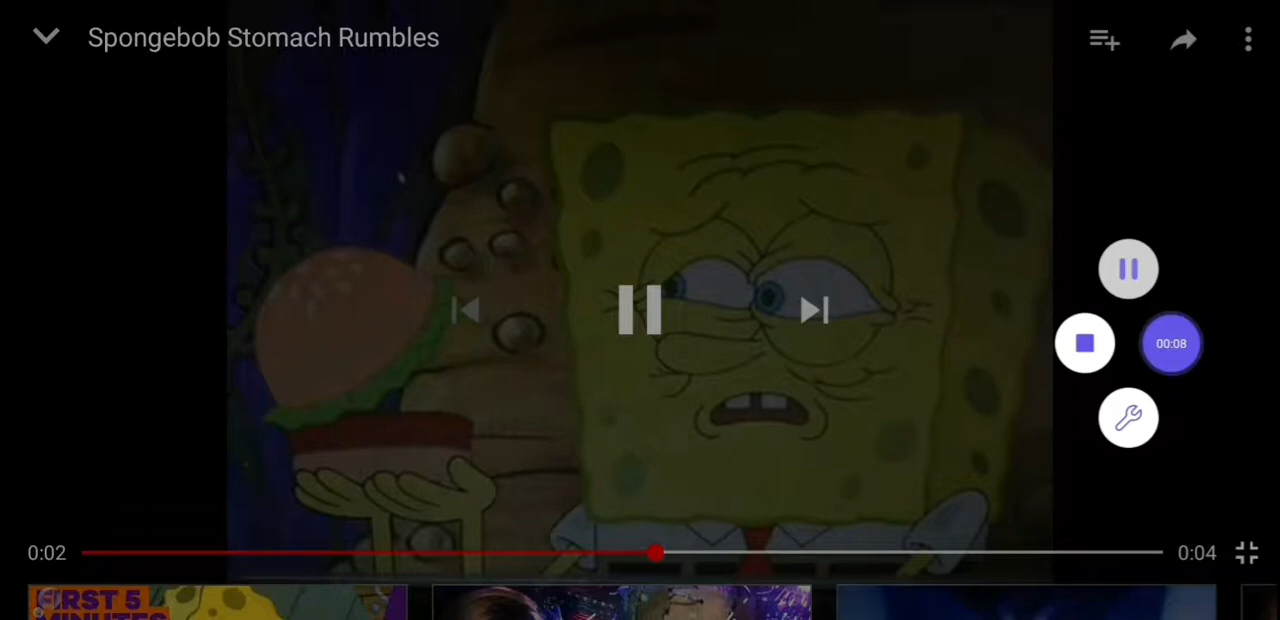 Spongebob Stomach Rumbles
00:08
0:02
0:04
FIRST 5
MINUTES